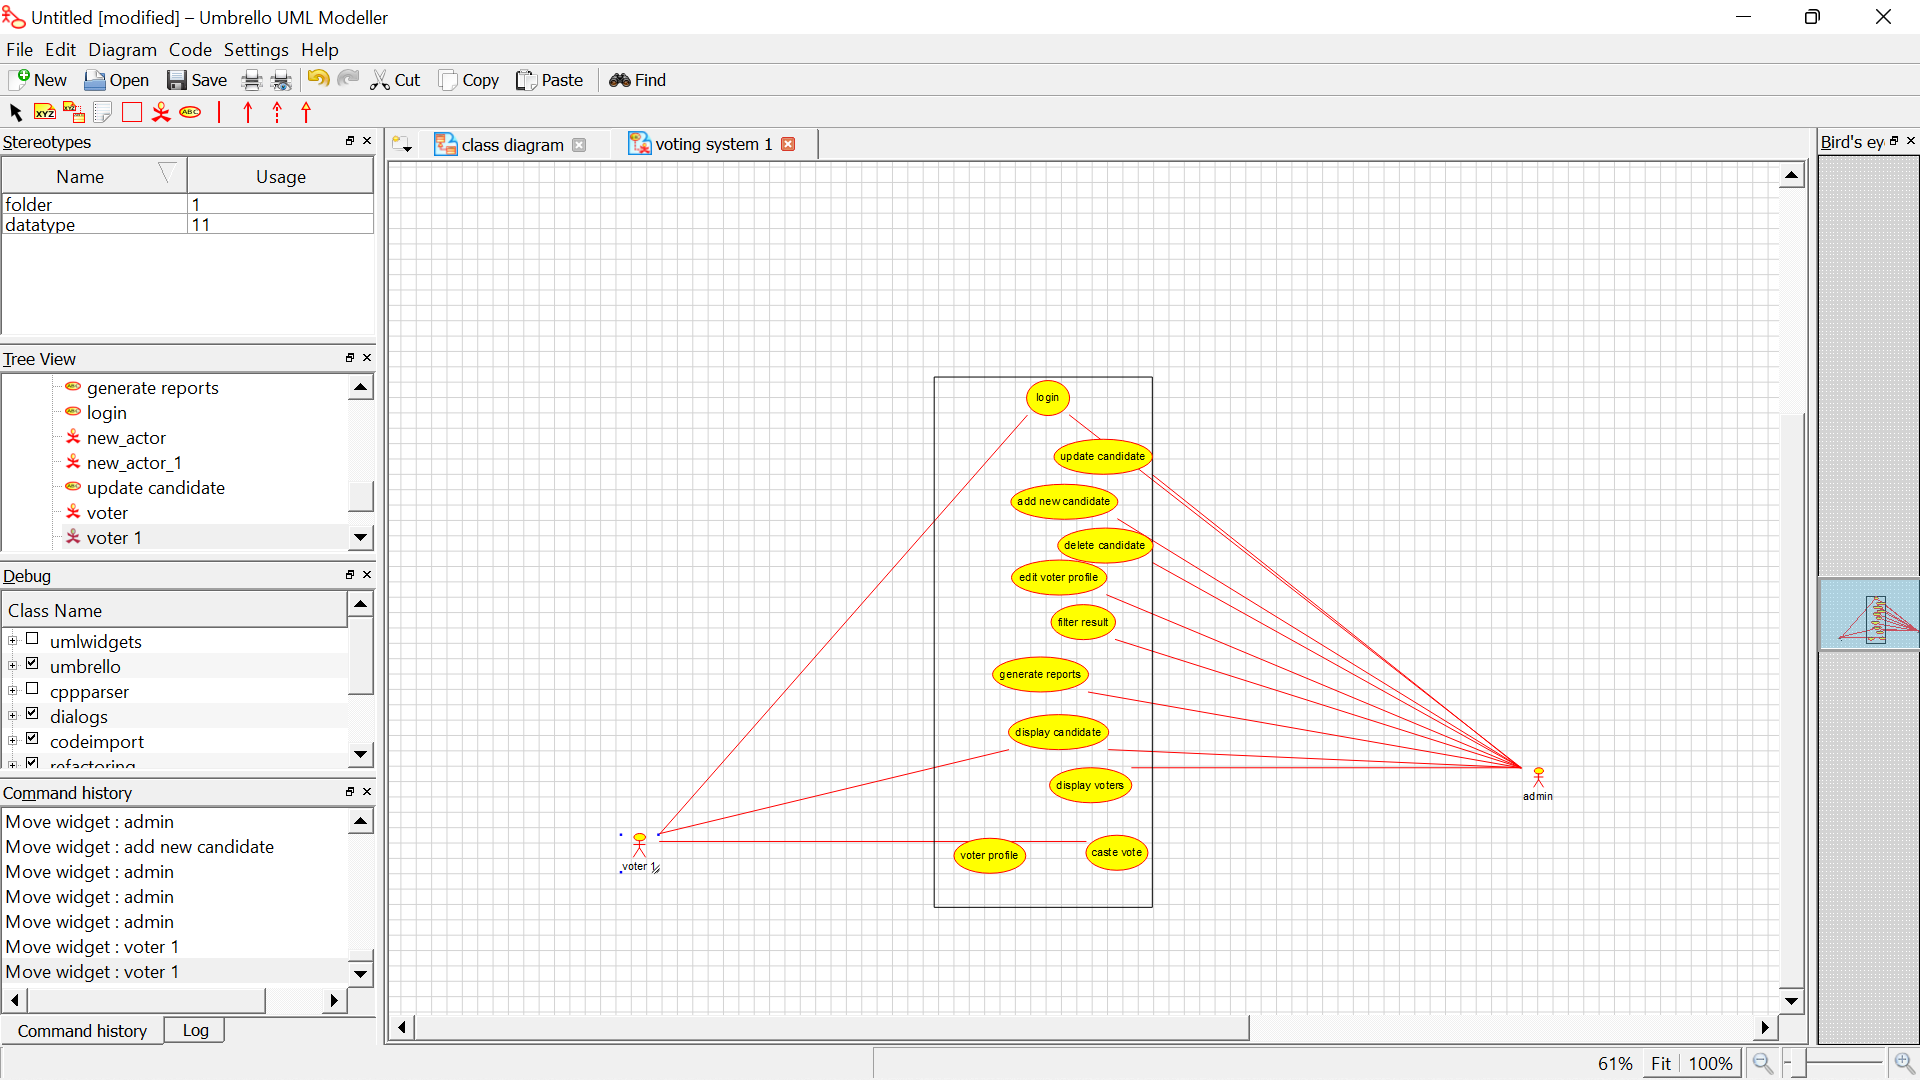 Untitled [modified] – Umbrello UML Modeller
File Edit Diagram Code Settings Help
New Open Save Cut Copy Paste Find
XYZ XYZ ABC
Stereotypes
Name Usage
folder 1
datatype 11
Tree View
generate reports
login
new_actor
new_actor_1
update candidate
voter
voter 1
Debug
Class Name
umlwidgets
umbrello
cppparser
dialogs
codeimport
refactoring
Command history
Move widget : admin
Move widget : add new candidate
Move widget : admin
Move widget : admin
Move widget : admin
Move widget : voter 1
Move widget : voter 1
Command history Log
class diagram voting system 1
login
update candidate
add new candidate
delete candidate
edit voter profile
filter result
generate reports
display candidate
display voters
voter profile
caste vote
voter 1
admin
Bird's ey
61% Fit 100%